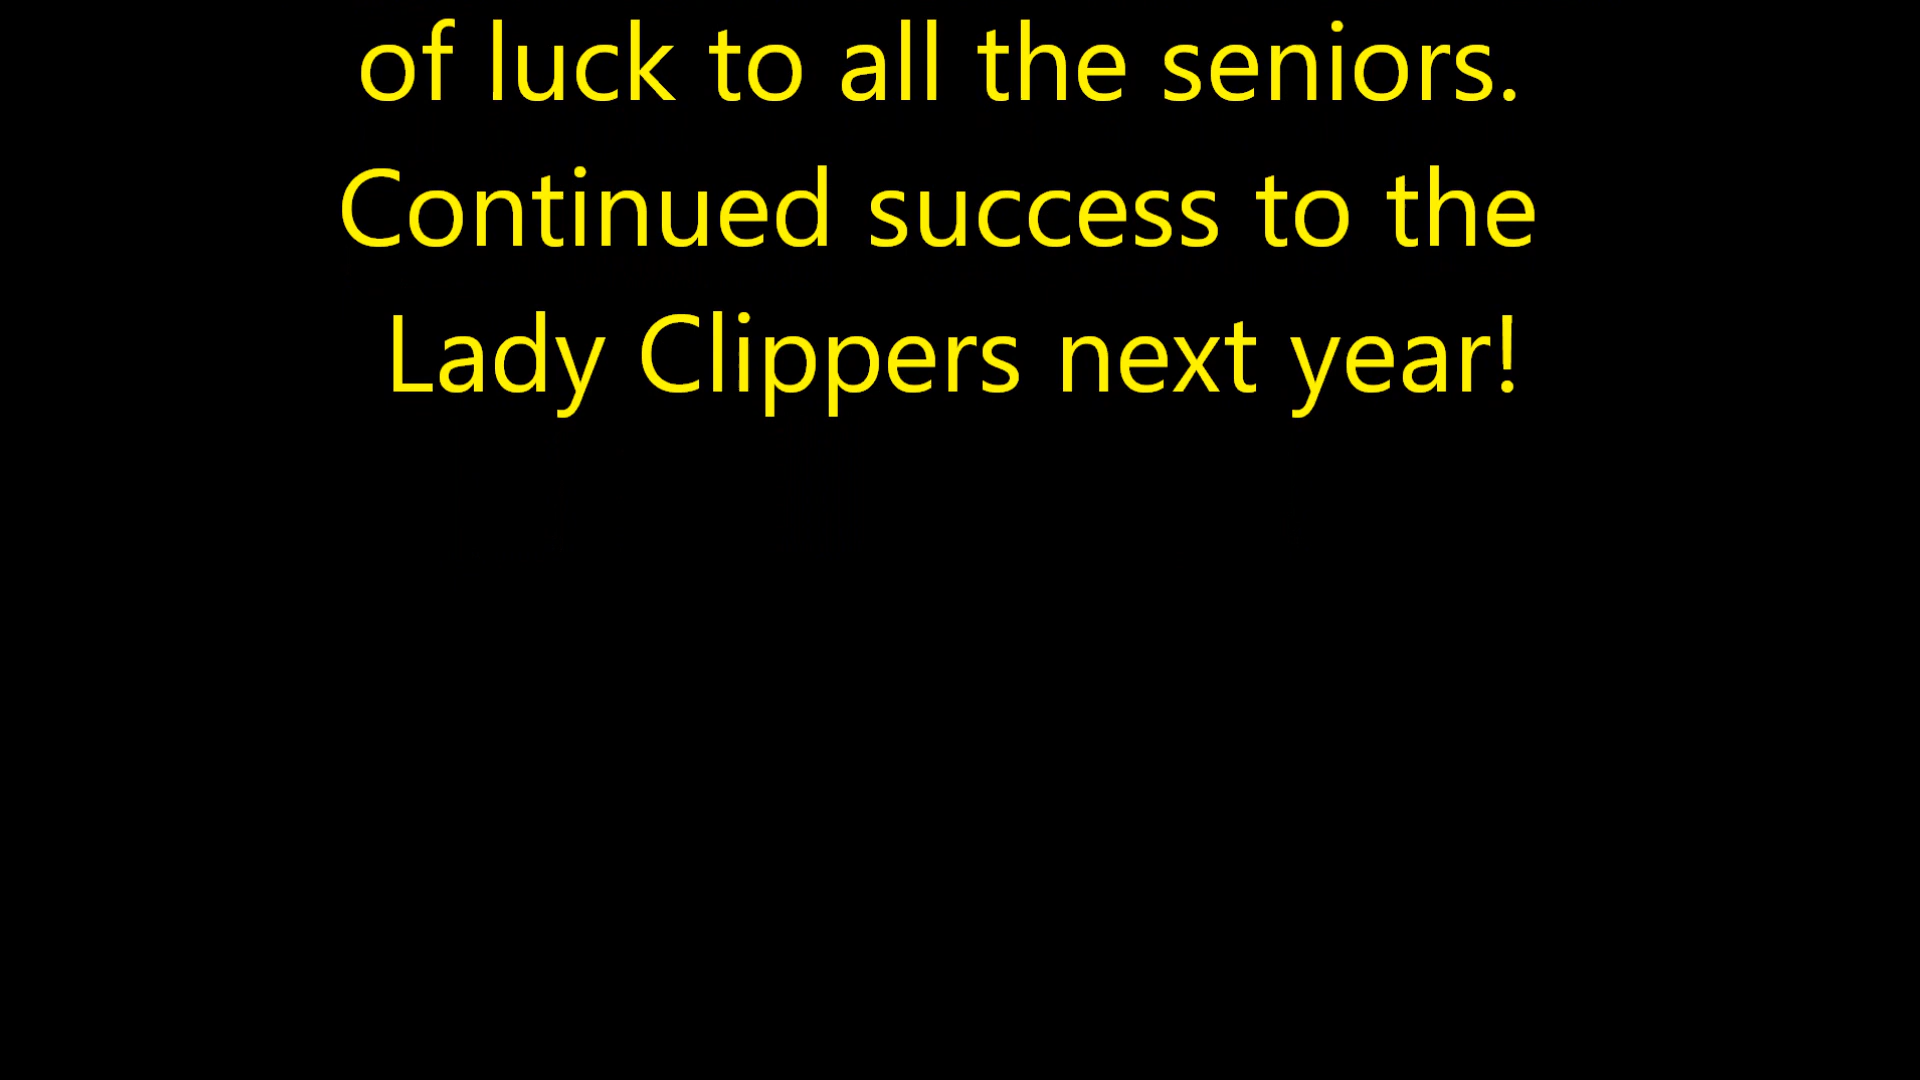 of luck to all the seniors.
Continued success to the
Lady Clippers next year!